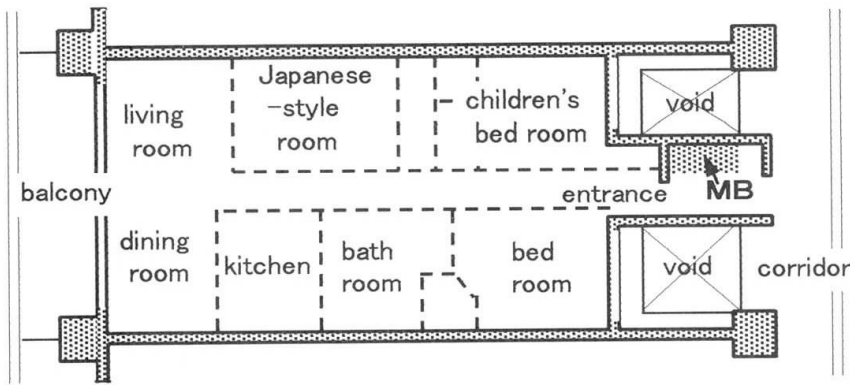 Japanese
-style
room
children's
bed room
void
living
room
balcony
entrance
MB
dining
room
kitchen
bath
room
bed
room
void
corridor